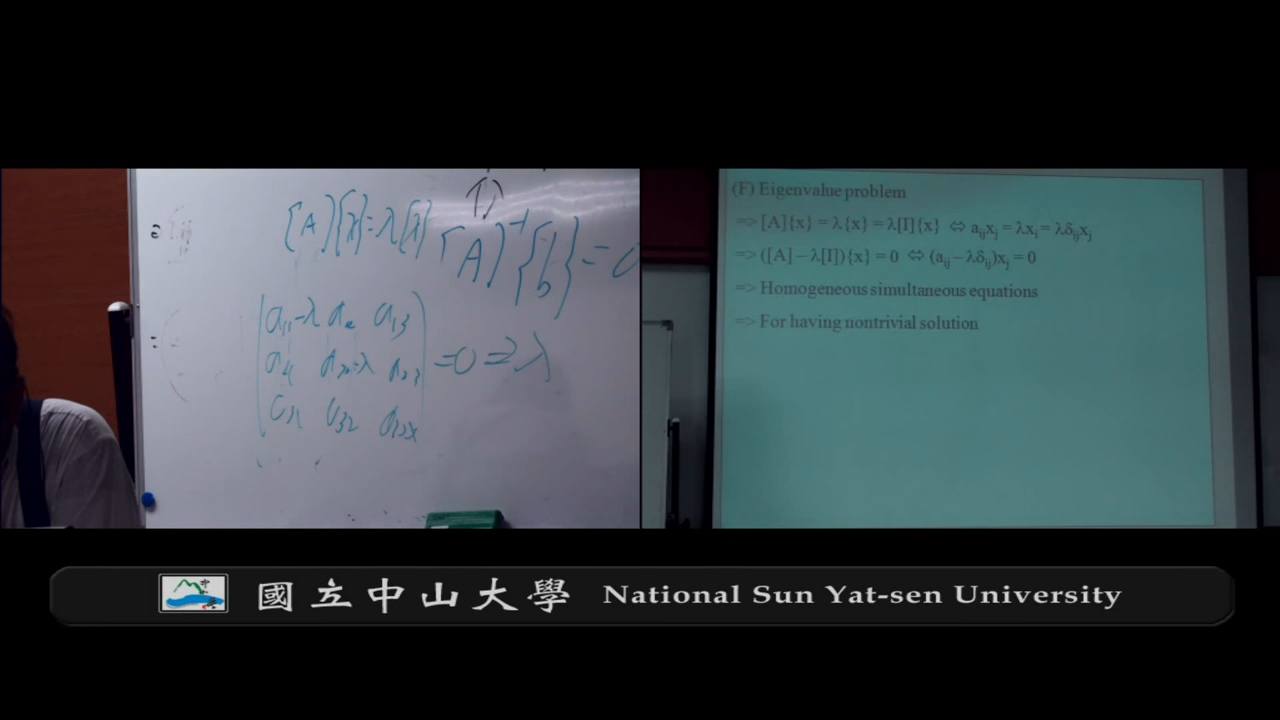 [A]{x}=λ{x}
[A]⁻¹{b}=0
a₁₁-λ a₁₂ a₁₃
a₂₁ a₂₂-λ a₂₃ =0⇒λ
a₃₁ a₃₂ a₃₃-λ
(F) Eigenvalue problem
=> [A]{x} = λ{x} = λ[I]{x} ⇔ aᵢⱼxⱼ = λxᵢ = λδᵢⱼxⱼ
=> ([A] – λ[I]){x} = 0 ⇔ (aᵢⱼ – λδᵢⱼ)xⱼ = 0
=> Homogeneous simultaneous equations
=> For having nontrivial solution
國立中山大學 National Sun Yat-sen University